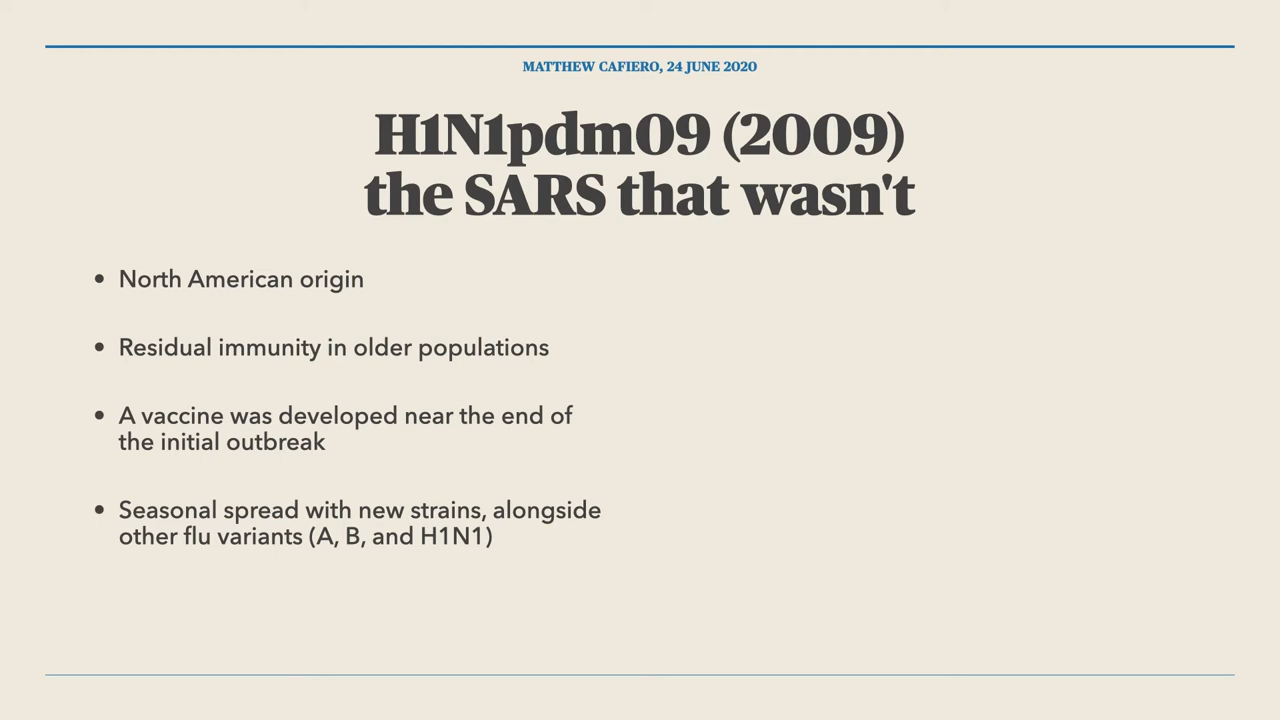 MATTHEW CAFIERO, 24 JUNE 2020
H1N1pdm09 (2009)
the SARS that wasn't
• North American origin
• Residual immunity in older populations
• A vaccine was developed near the end of
the initial outbreak
• Seasonal spread with new strains, alongside
other flu variants (A, B, and H1N1)